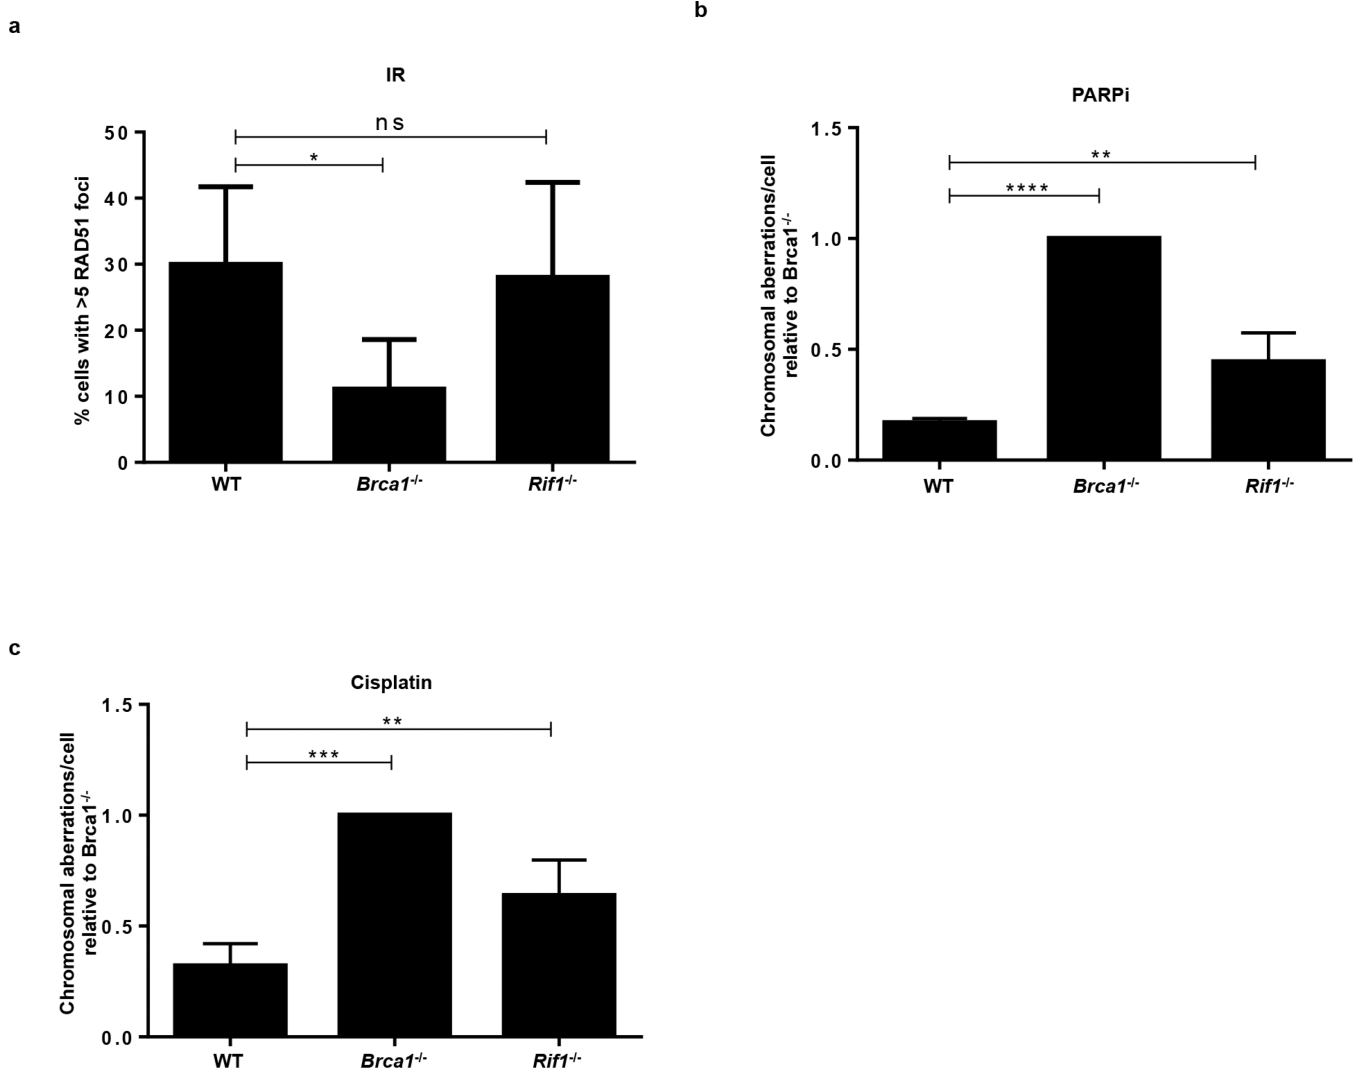 a
IR
50
40
30
20
10
0
% cells with >5 RAD51 foci
ns
*
WT
Brca1-/-
Rif1-/-
b
PARPi
1.5
1.0
0.5
0.0
Chromosomal aberrations/cell
relative to Brca1-/-
**
****
WT
Brca1-/-
Rif1-/-
c
Cisplatin
1.5
1.0
0.5
0.0
Chromosomal aberrations/cell
relative to Brca1-/-
**
***
WT
Brca1-/-
Rif1-/-